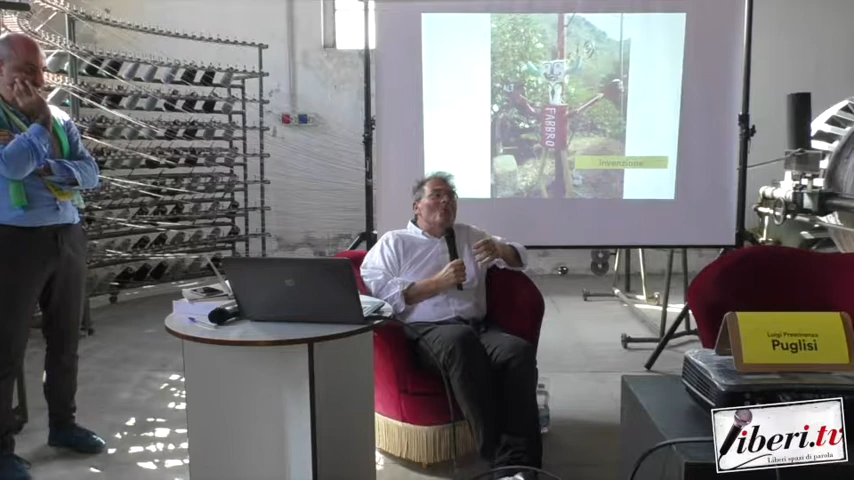 FABBRO
invenzione
Luigi Prestinenza
Puglisi
liberi.tv
Liberi spazi di parola